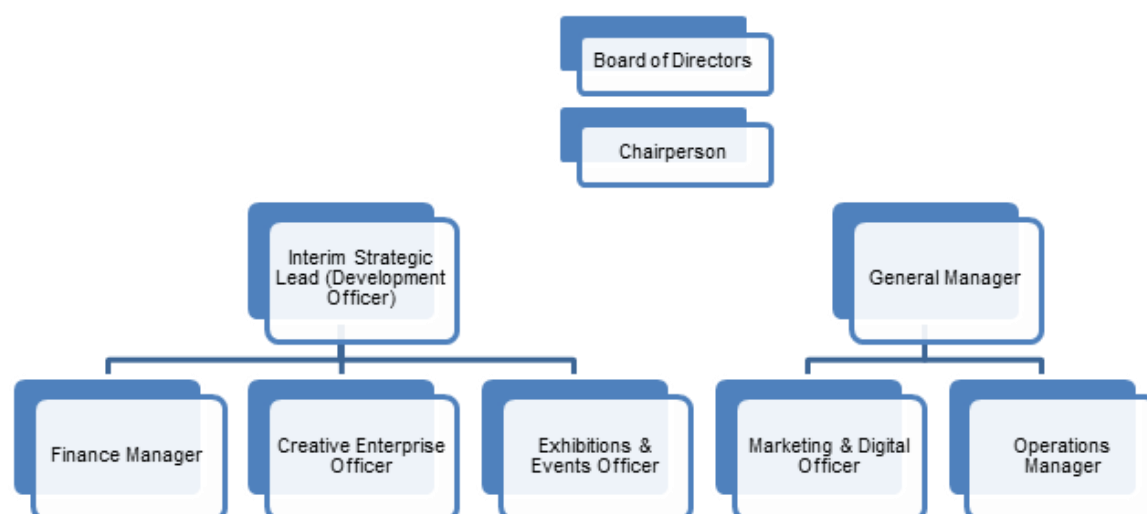 Board of Directors
Chairperson
Interim Strategic
Lead (Development
Officer)
General Manager
Finance Manager
Creative Enterprise
Officer
Exhibitions &
Events Officer
Marketing & Digital
Officer
Operations
Manager